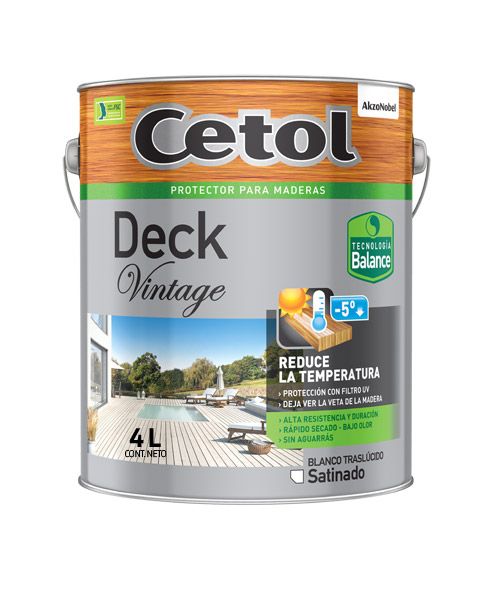 AkzoNobel
Cetol
PROTECTOR PARA MADERAS
Deck
Vintage
TECNOLOGÍA
Balance
-5º
REDUCE
LA TEMPERATURA
› PROTECCIÓN CON FILTRO UV
› DEJA VER LA VETA DE LA MADERA
› ALTA RESISTENCIA Y DURACIÓN
› RÁPIDO SECADO - BAJO OLOR
› SIN AGUARRÁS
4 L
CONT. NETO
BLANCO TRASLÚCIDO
Satinado